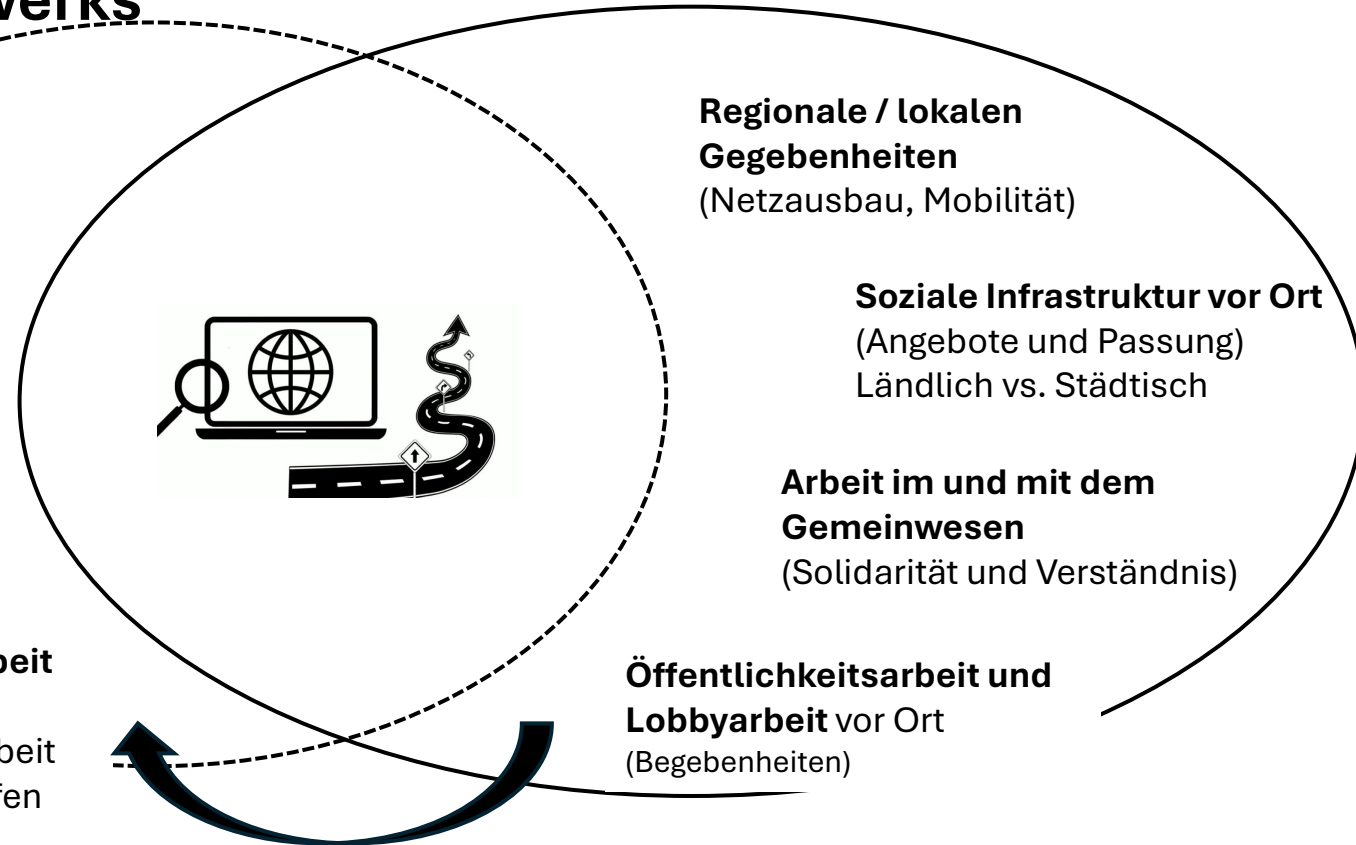 Regionale / lokalen
Gegebenheiten
(Netzausbau, Mobilität)
Soziale Infrastruktur vor Ort
(Angebote und Passung)
Ländlich vs. Städtisch
Arbeit im und mit dem
Gemeinwesen
(Solidarität und Verständnis)
Öffentlichkeitsarbeit und
Lobbyarbeit vor Ort
(Begebenheiten)